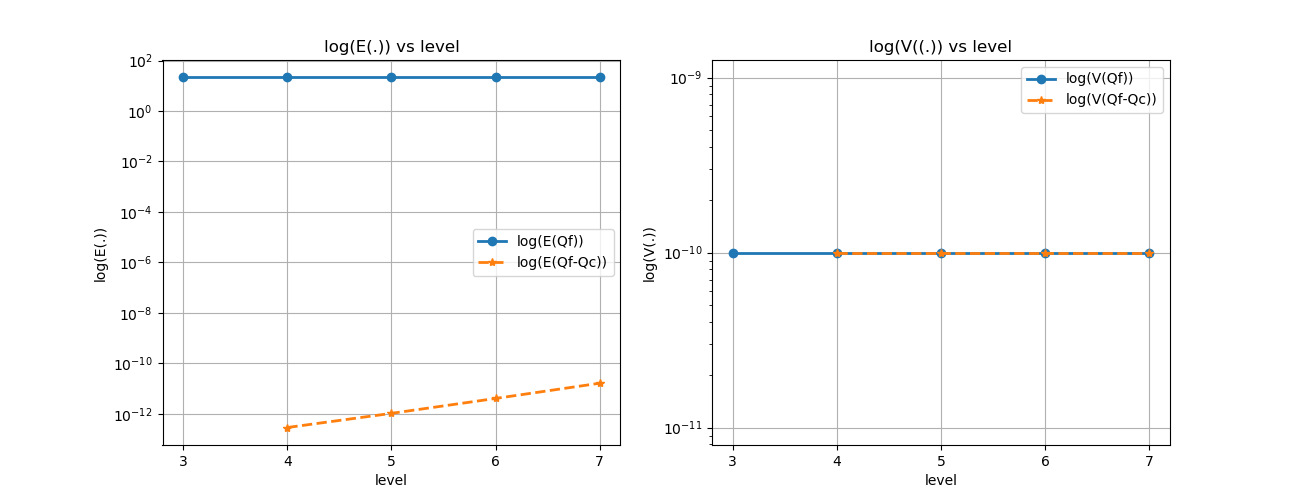 log(E(.)) vs level
log(E(.))
10^2
10^0
10^-2
10^-4
10^-6
10^-8
10^-10
10^-12
log(E(Qf))
log(E(Qf-Qc))
3 4 5 6 7
level
log(V((.)) vs level
log(V(.))
10^-9
10^-10
10^-11
log(V(Qf))
log(V(Qf-Qc))
3 4 5 6 7
level